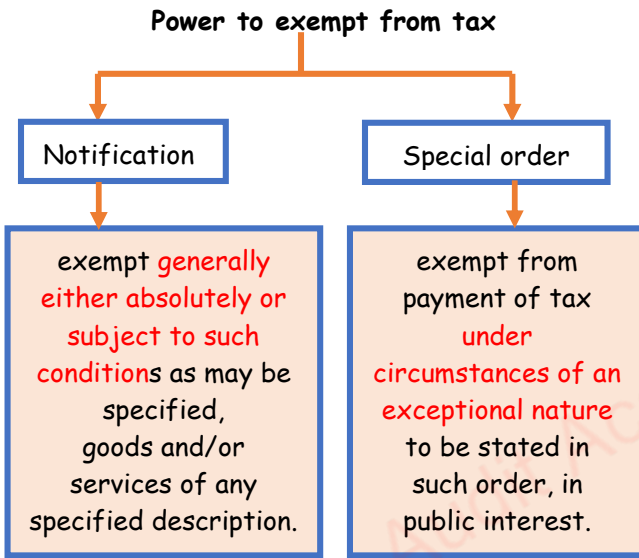 Power to exempt from tax
Notification
Special order
exempt generally
either absolutely or
subject to such
conditions as may be
specified,
goods and/or
services of any
specified description.
exempt from
payment of tax
under
circumstances of an
exceptional nature
to be stated in
such order, in
public interest.
Audit Ac